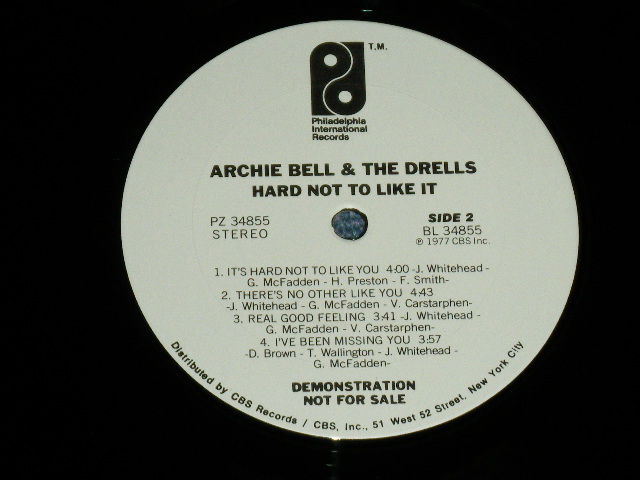 T.M.
Philadelphia
International
Records
ARCHIE BELL & THE DRELLS
HARD NOT TO LIKE IT
PZ 34855
STEREO
SIDE 2
BL 34855
℗ 1977 CBS Inc.
1. IT'S HARD NOT TO LIKE YOU 4:00 -J. Whitehead -
G. McFadden - H. Preston - F. Smith-
2. THERE'S NO OTHER LIKE YOU 4:43
-J. Whitehead - G. McFadden - V. Carstarphen-
3. REAL GOOD FEELING 3:41 -J. Whitehead -
G. McFadden - V. Carstarphen-
4. I'VE BEEN MISSING YOU 3:57
-D. Brown - T. Wallington - J. Whitehead -
G. McFadden-
DEMONSTRATION
NOT FOR SALE
Distributed by CBS Records / CBS, Inc., 51 West 52 Street, New York City